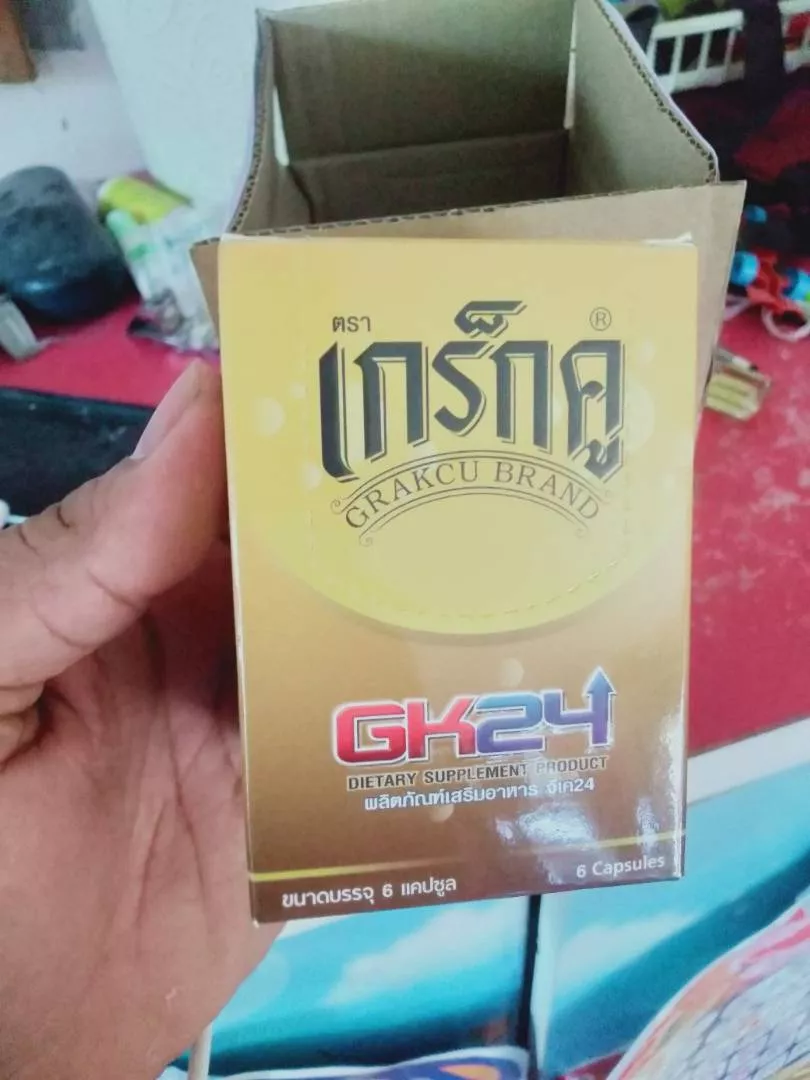 ตรา
®
เกร็กคู
GRAKCU BRAND
GK24
DIETARY SUPPLEMENT PRODUCT
ผลิตภัณฑ์เสริมอาหาร จีเค24
ขนาดบรรจุ 6 แคปซูล
6 Capsules